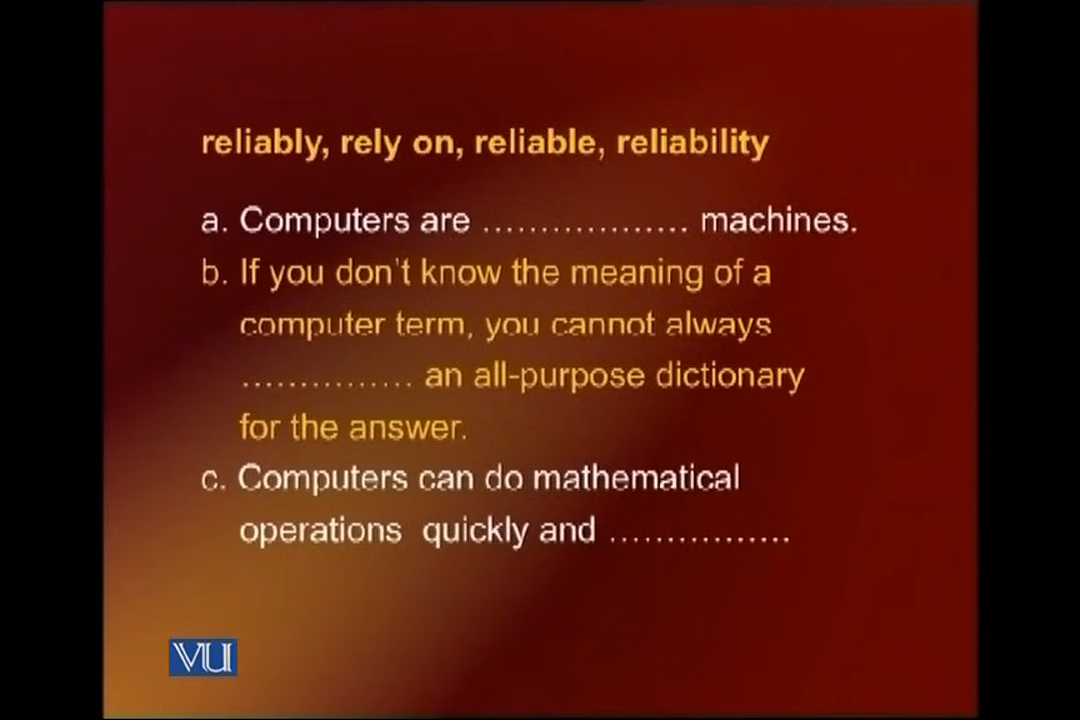 reliably, rely on, reliable, reliability
a. Computers are .................. machines.
b. If you don't know the meaning of a
computer term, you cannot always
............... an all-purpose dictionary
for the answer.
c. Computers can do mathematical
operations quickly and ................
VU